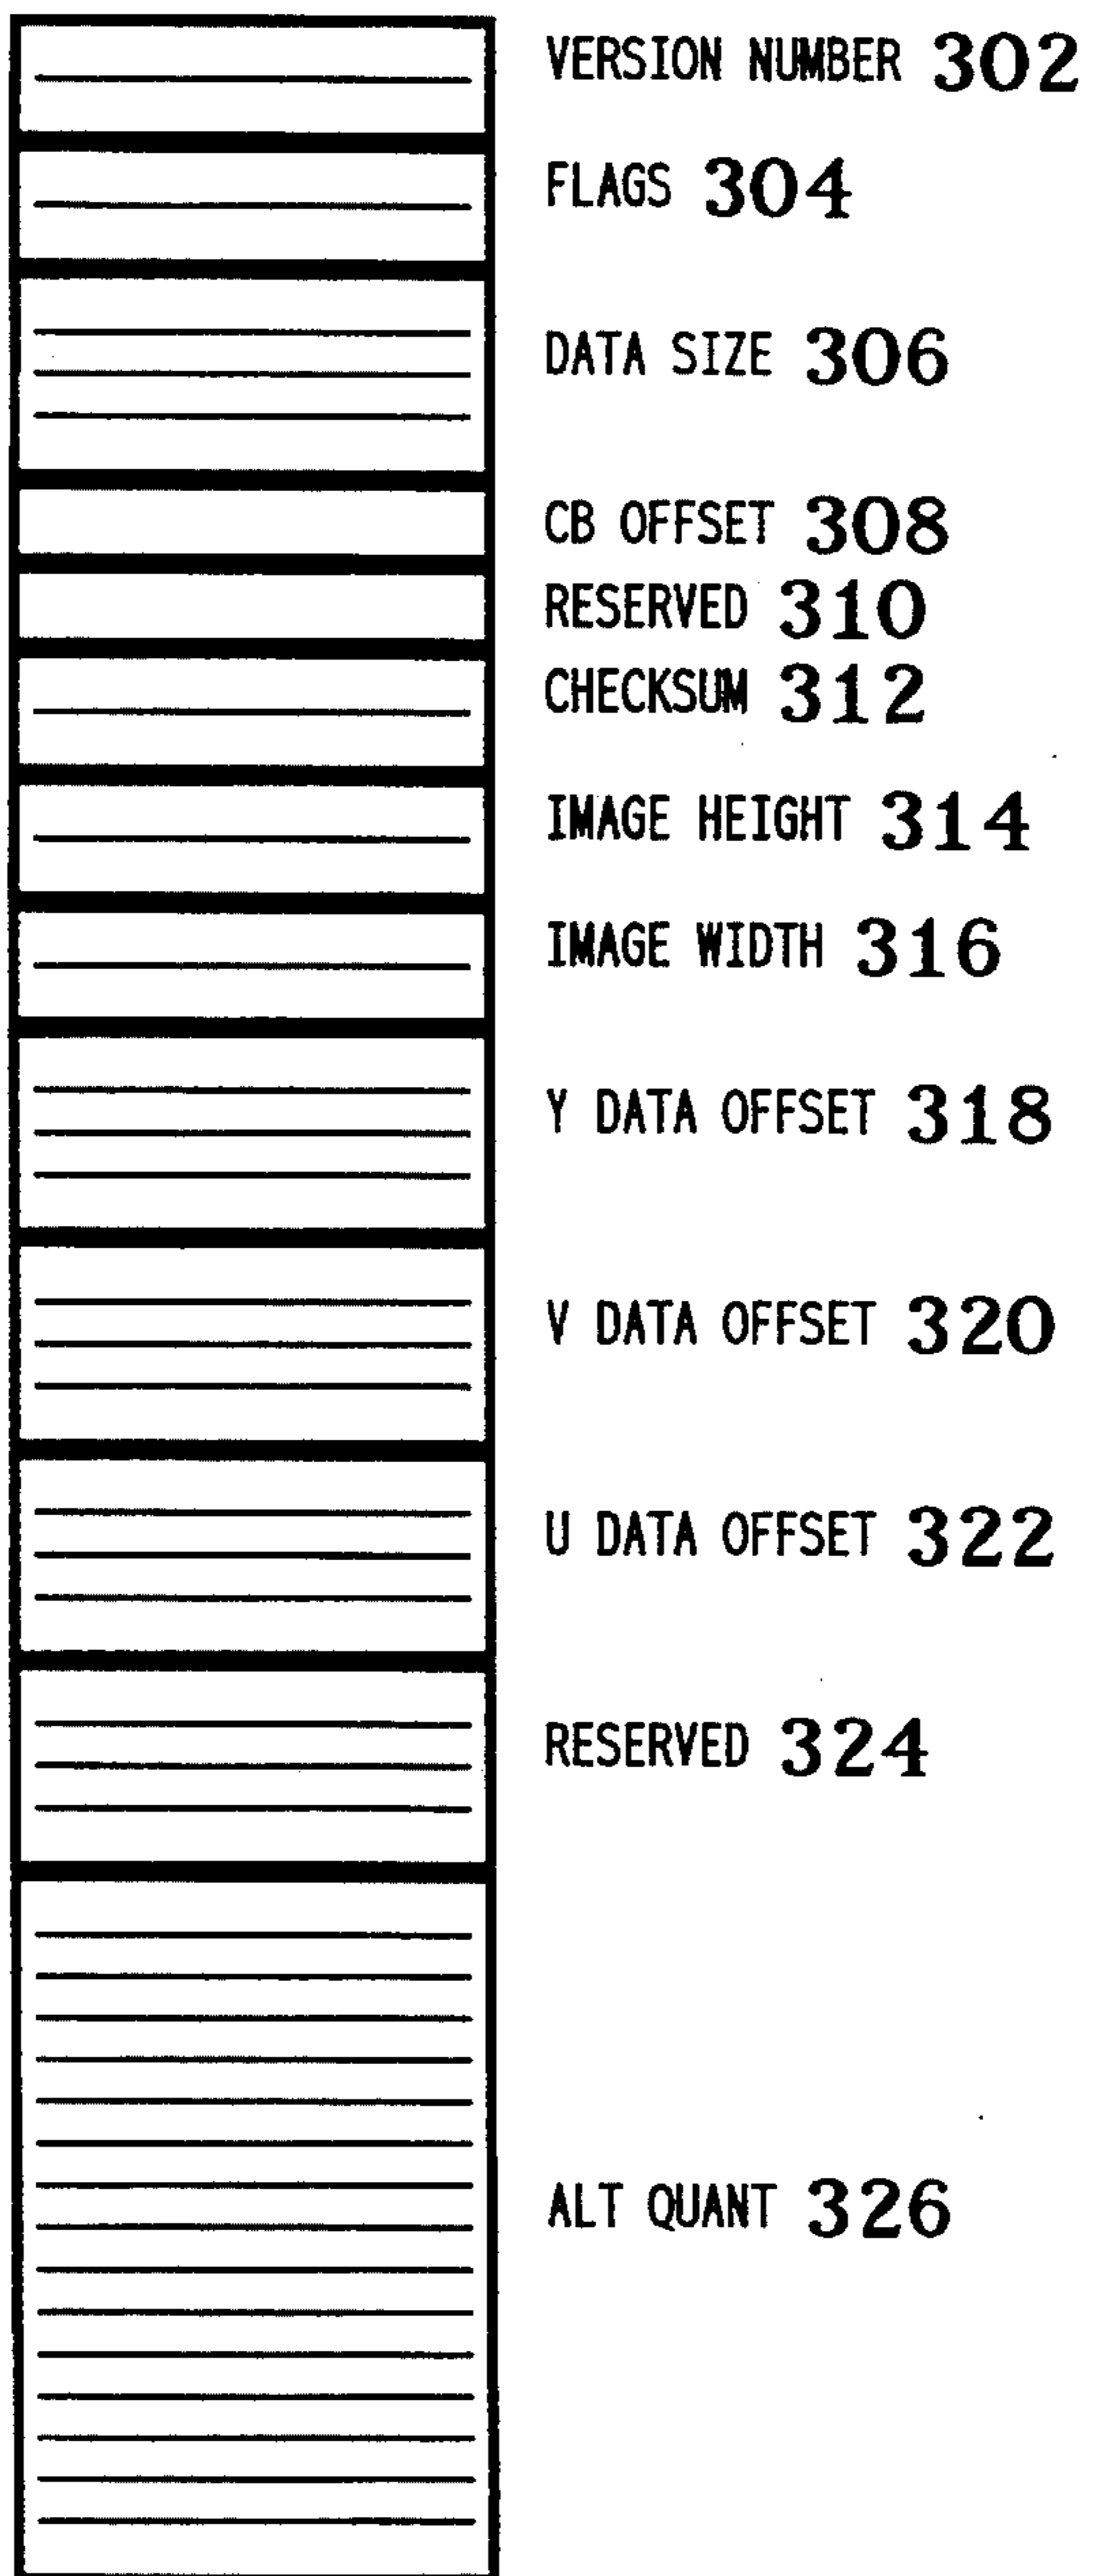 VERSION NUMBER 302
FLAGS 304
DATA SIZE 306
CB OFFSET 308
RESERVED 310
CHECKSUM 312
IMAGE HEIGHT 314
IMAGE WIDTH 316
Y DATA OFFSET 318
V DATA OFFSET 320
U DATA OFFSET 322
RESERVED 324
ALT QUANT 326